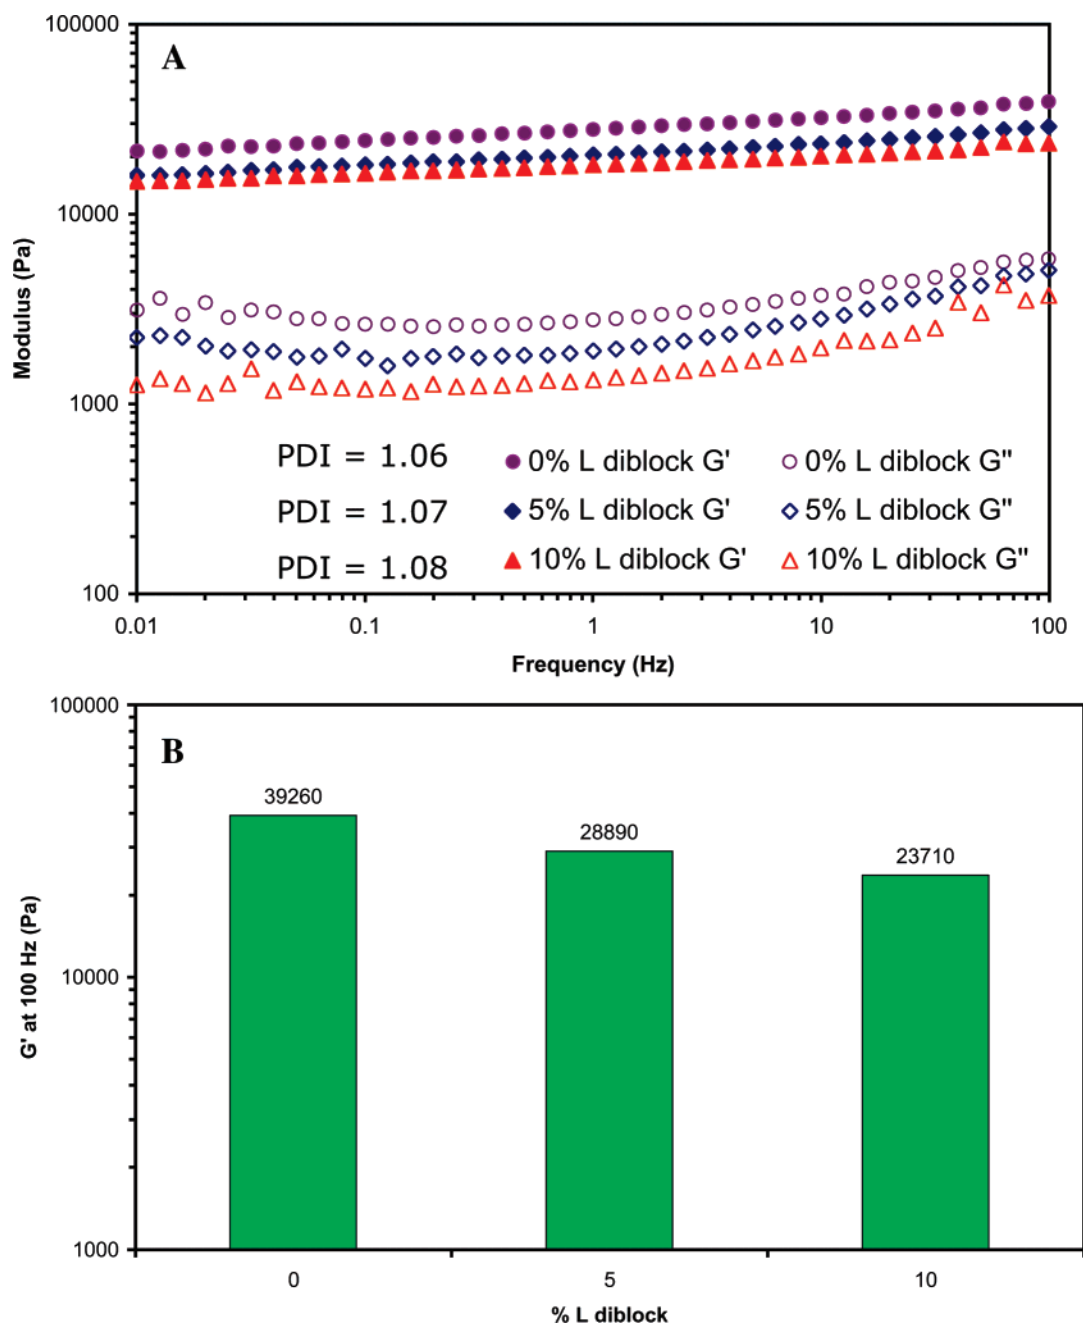 A
100000
10000
1000
100
Modulus (Pa)
PDI = 1.06
0% L diblock G'
0% L diblock G"
PDI = 1.07
5% L diblock G'
5% L diblock G"
PDI = 1.08
10% L diblock G'
10% L diblock G"
0.01 0.1 1 10 100
Frequency (Hz)
B
100000
10000
1000
G' at 100 Hz (Pa)
39260
28890
23710
0 5 10
% L diblock